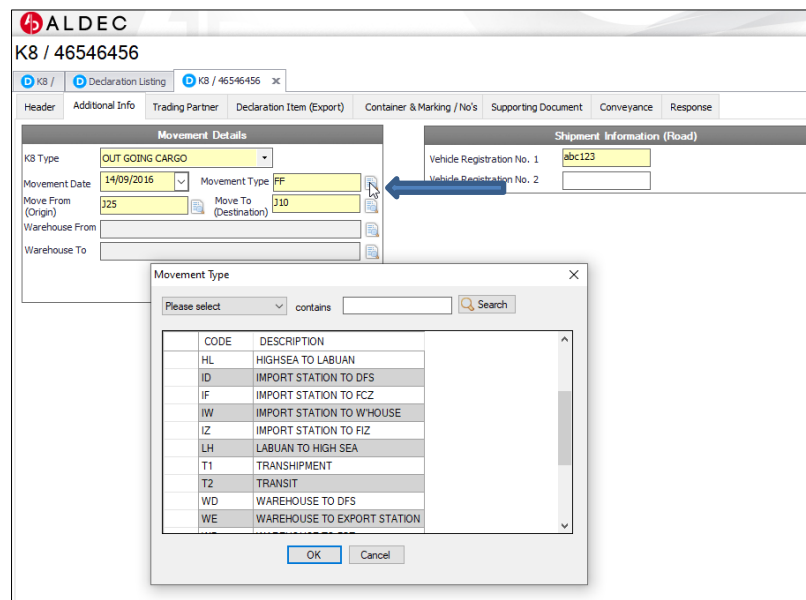 ALDEC
K8 / 46546456
K8 / Declaration Listing K8 / 46546456
Header Additional Info Trading Partner Declaration Item (Export) Container & Marking / No's Supporting Document Conveyance Response
Movement Details
K8 Type OUT GOING CARGO
Movement Date 14/09/2016 Movement Type FF
Move From (Origin) J25 Move To (Destination) J10
Warehouse From
Warehouse To
Shipment Information (Road)
Vehicle Registration No. 1 abc123
Vehicle Registration No. 2
Movement Type
Please select contains Search
CODE DESCRIPTION
HL HIGHSEA TO LABUAN
ID IMPORT STATION TO DFS
IF IMPORT STATION TO FCZ
IW IMPORT STATION TO W'HOUSE
IZ IMPORT STATION TO FIZ
LH LABUAN TO HIGH SEA
T1 TRANSHIPMENT
T2 TRANSIT
WD WAREHOUSE TO DFS
WE WAREHOUSE TO EXPORT STATION
OK Cancel